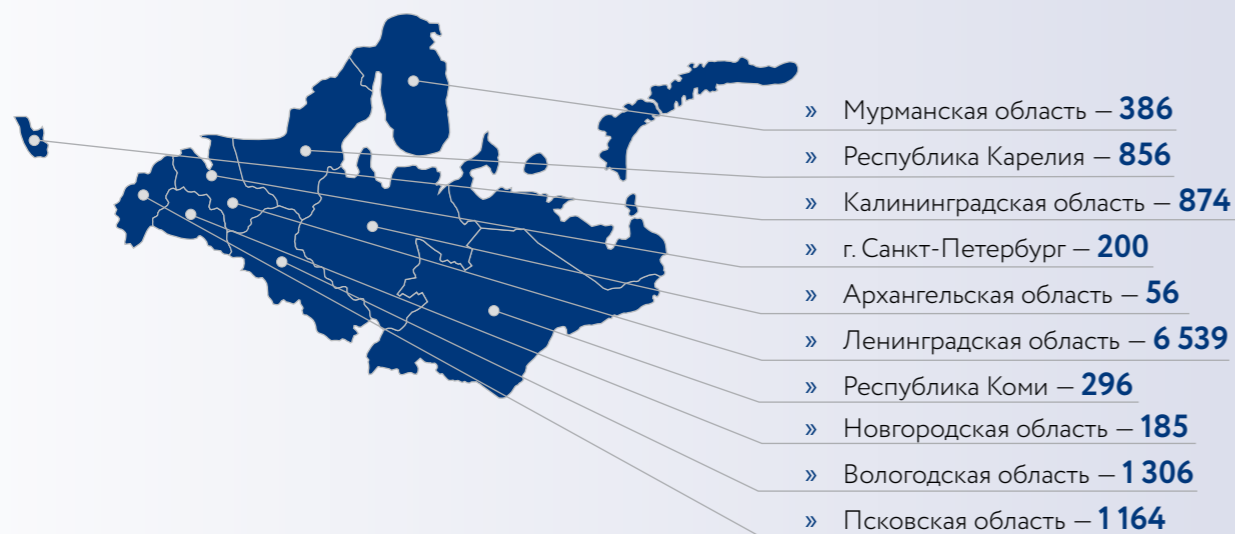 » Мурманская область — 386
» Республика Карелия — 856
» Калининградская область — 874
» г. Санкт-Петербург — 200
» Архангельская область — 56
» Ленинградская область — 6 539
» Республика Коми — 296
» Новгородская область — 185
» Вологодская область — 1 306
» Псковская область — 1 164